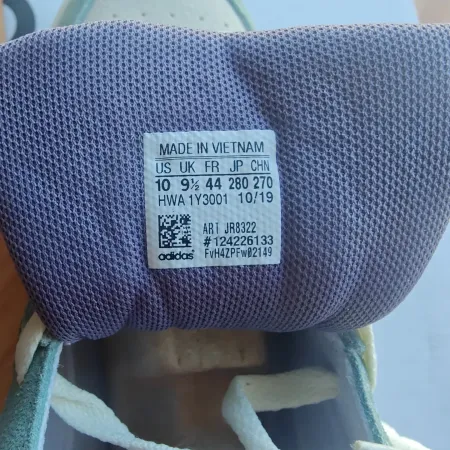 MADE IN VIETNAM
US UK FR JP CHN
10 9½ 44 280 270
HWA 1Y3001 10/19
ART JR8322
#124226133
FvH4ZPFw02149
adidas